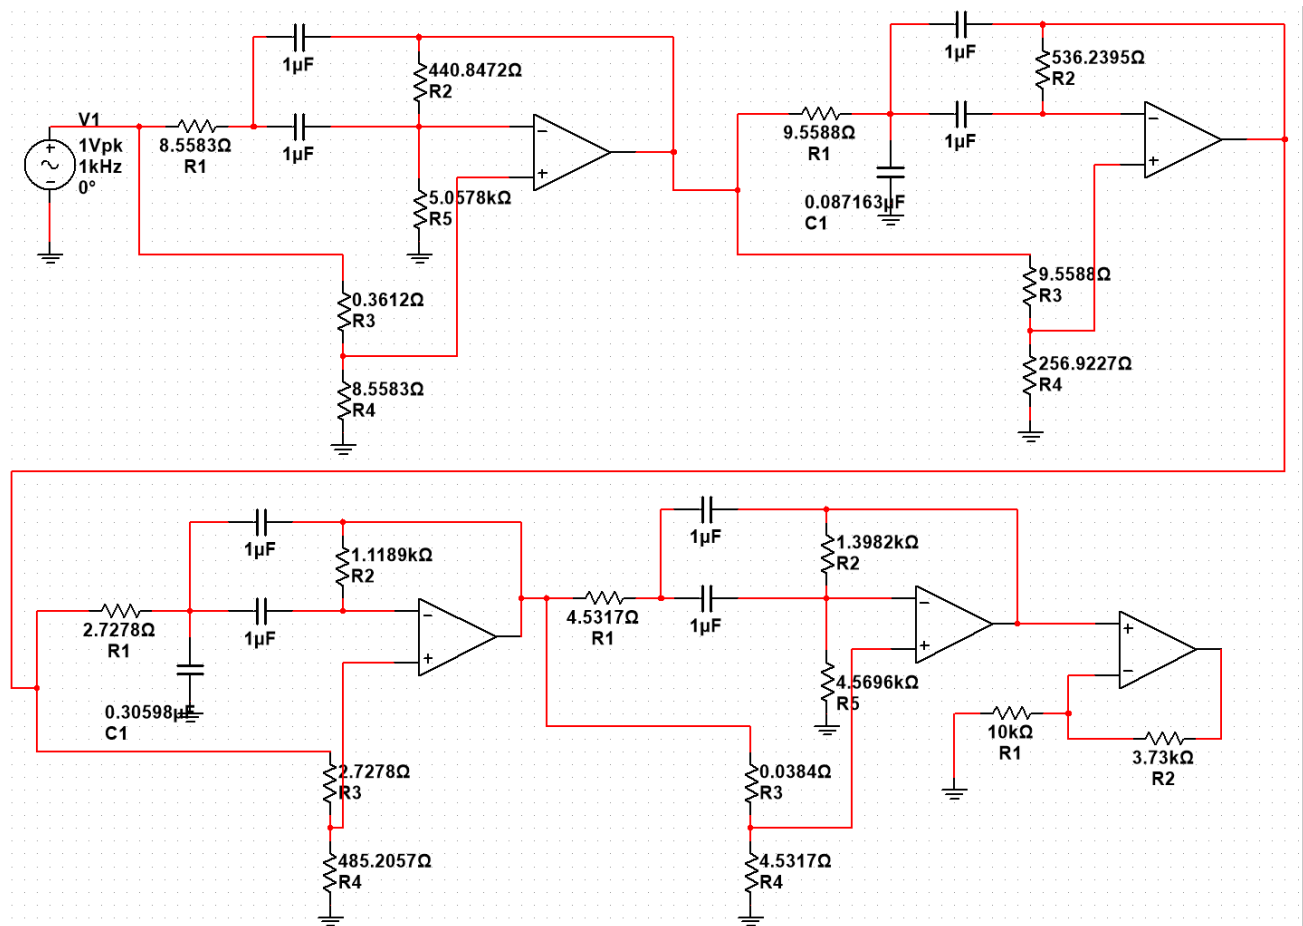 1µF
440.8472Ω
R2
V1
1Vpk
1kHz
0°
8.5583Ω
R1
1µF
5.0578kΩ
R5
0.3612Ω
R3
8.5583Ω
R4
1µF
536.2395Ω
R2
9.5588Ω
R1
1µF
0.087163µF
C1
9.5588Ω
R3
256.9227Ω
R4
1µF
1.1189kΩ
R2
2.7278Ω
R1
1µF
0.30598µF
C1
2.7278Ω
R3
485.2057Ω
R4
1µF
1.3982kΩ
R2
4.5317Ω
R1
1µF
4.5696kΩ
R5
0.0384Ω
R3
4.5317Ω
R4
10kΩ
R1
3.73kΩ
R2